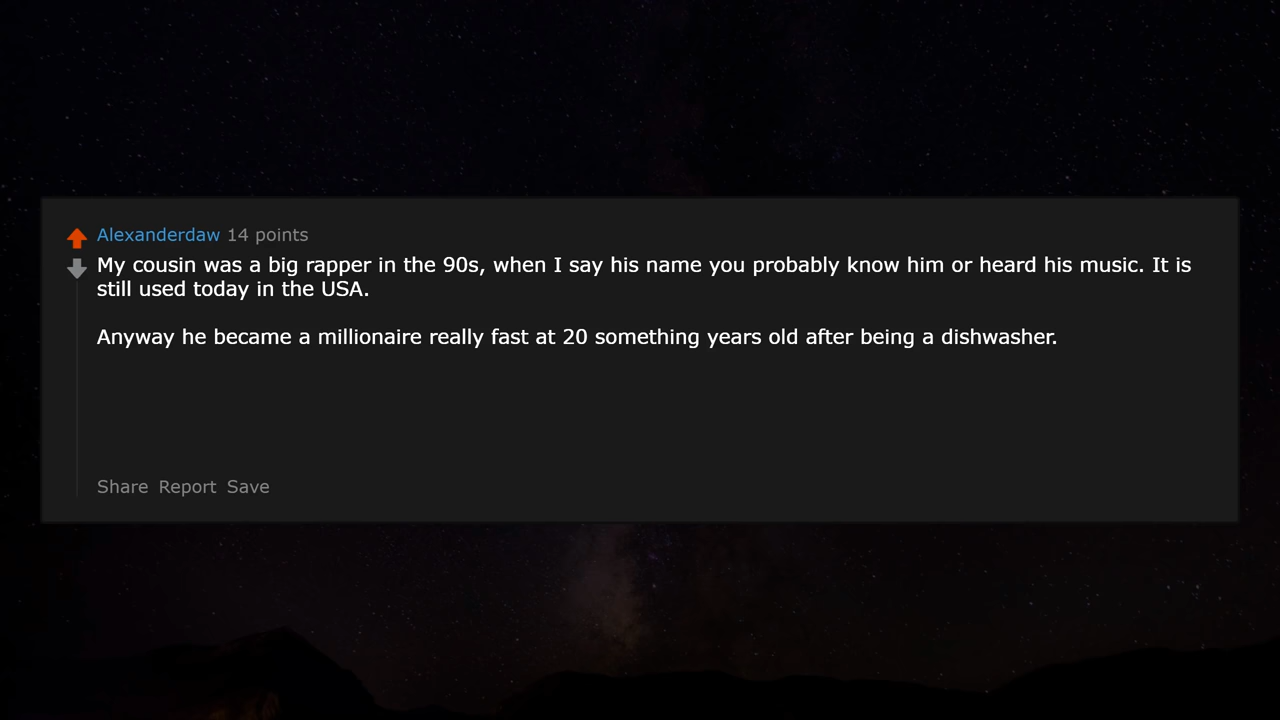 Alexanderdaw 14 points
My cousin was a big rapper in the 90s, when I say his name you probably know him or heard his music. It is
still used today in the USA.
Anyway he became a millionaire really fast at 20 something years old after being a dishwasher.
Share Report Save